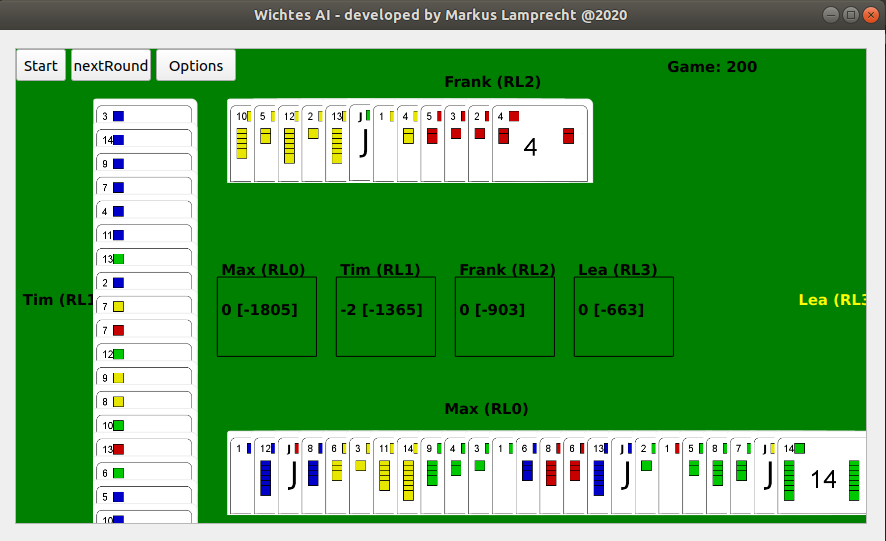 Wichtes AI - developed by Markus Lamprecht @2020
Start nextRound Options
Game: 200
Frank (RL2)
10 5 12 2 13 J 1 4 5 3 2 4
J 4
3
14
9
7
4
11
13
2
7
7
12
9
8
10
13
6
5
10
Tim (RL1
Max (RL0) Tim (RL1) Frank (RL2) Lea (RL3)
0 [-1805] -2 [-1365] 0 [-903] 0 [-663]
Lea (RL3
Max (RL0)
1 12 J 8 6 3 11 14 9 4 3 1 6 8 6 13 J 2 1 5 8 7 J 14
J J J 14